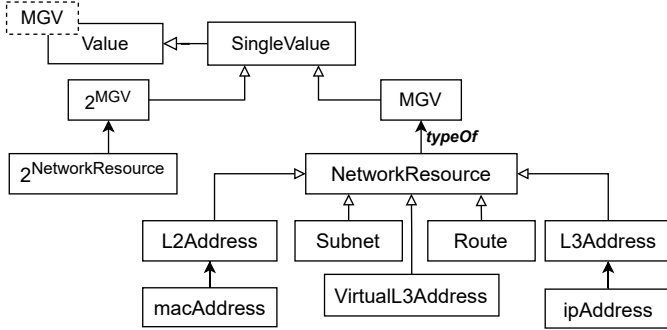 MGV
Value
SingleValue
2^MGV
MGV
typeOf
2^NetworkResource
NetworkResource
L2Address
Subnet
Route
L3Address
macAddress
VirtualL3Address
ipAddress